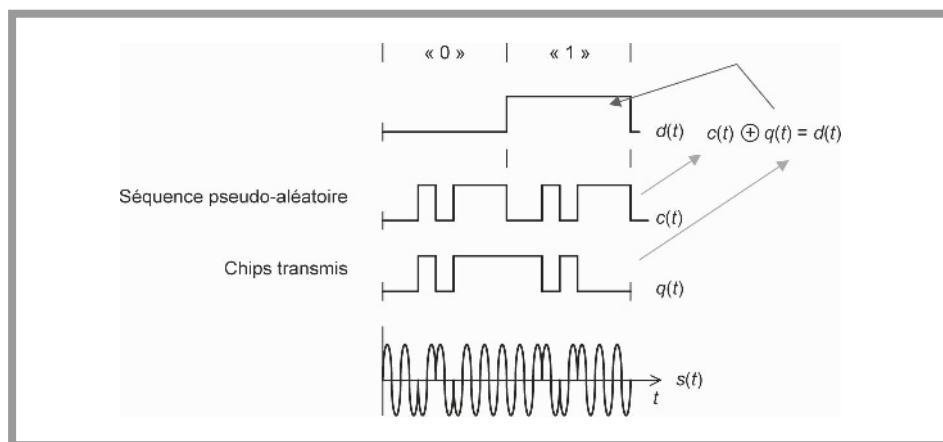 « 0 » « 1 »
d(t) c(t) ⊕ q(t) = d(t)
Séquence pseudo-aléatoire
c(t)
Chips transmis
q(t)
s(t)
t